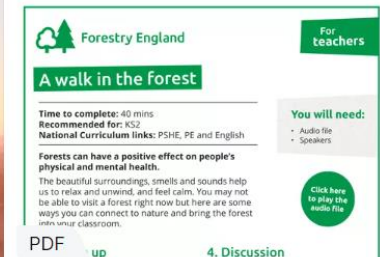 Forestry England
For
teachers
A walk in the forest
Time to complete: 40 mins
Recommended for: KS2
National Curriculum links: PSHE, PE and English
You will need:
• Audio file
• Speakers
Forests can have a positive effect on people's
physical and mental health.
The beautiful surroundings, smells and sounds help
us to relax and unwind, and feel calm. You may not
be able to visit a forest right now but here are some
ways you can connect to nature and bring the forest
into your classroom.
Click here
to play the
audio file
PDF
up
4. Discussion